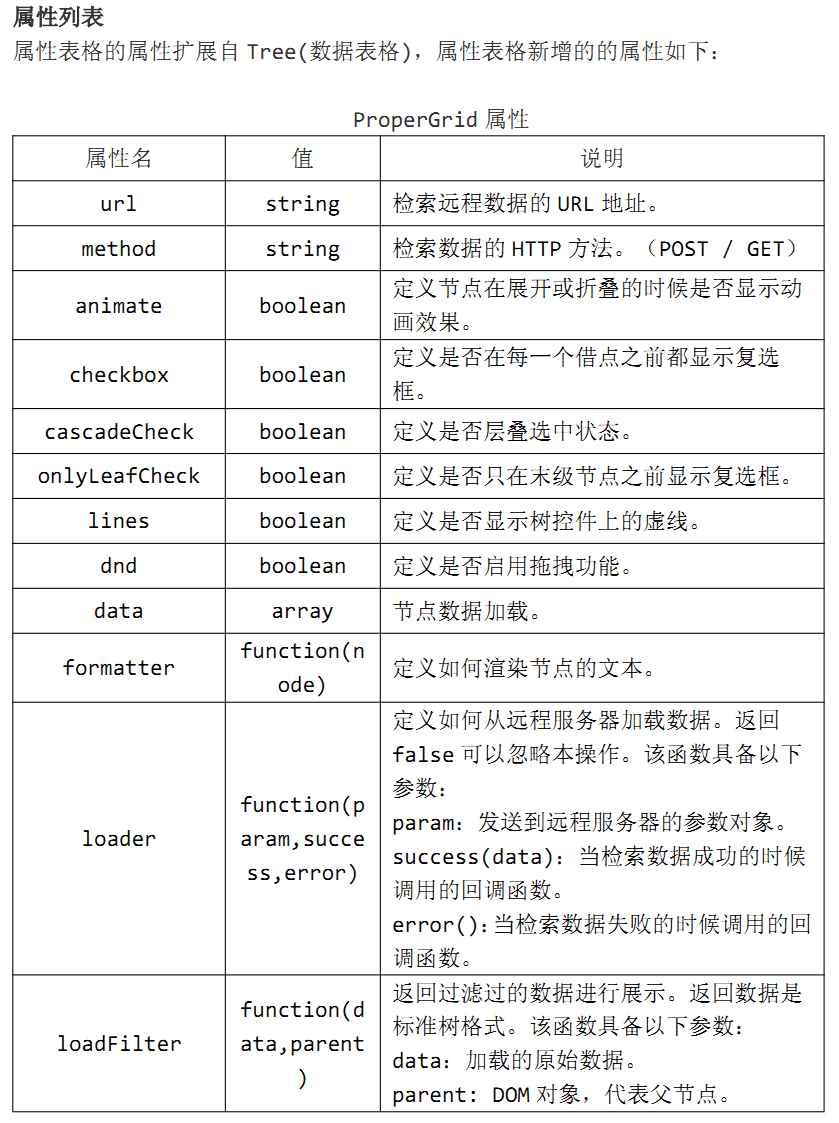 属性列表
属性表格的属性扩展自 Tree(数据表格)，属性表格新增的的属性如下：
ProperGrid 属性
属性名 值 说明
url string 检索远程数据的 URL 地址。
method string 检索数据的 HTTP 方法。（POST / GET）
animate boolean 定义节点在展开或折叠的时候是否显示动
画效果。
checkbox boolean 定义是否在每一个借点之前都显示复选
框。
cascadeCheck boolean 定义是否层叠选中状态。
onlyLeafCheck boolean 定义是否只在末级节点之前显示复选框。
lines boolean 定义是否显示树控件上的虚线。
dnd boolean 定义是否启用拖拽功能。
data array 节点数据加载。
formatter
function(n
ode)
定义如何渲染节点的文本。
loader
function(p
aram,succe
ss,error)
定义如何从远程服务器加载数据。返回
false 可以忽略本操作。该函数具备以下
参数：
param：发送到远程服务器的参数对象。
success(data)：当检索数据成功的时候
调用的回调函数。
error()：当检索数据失败的时候调用的回
调函数。
loadFilter
function(d
ata,parent
)
返回过滤过的数据进行展示。返回数据是
标准树格式。该函数具备以下参数：
data：加载的原始数据。
parent: DOM 对象，代表父节点。